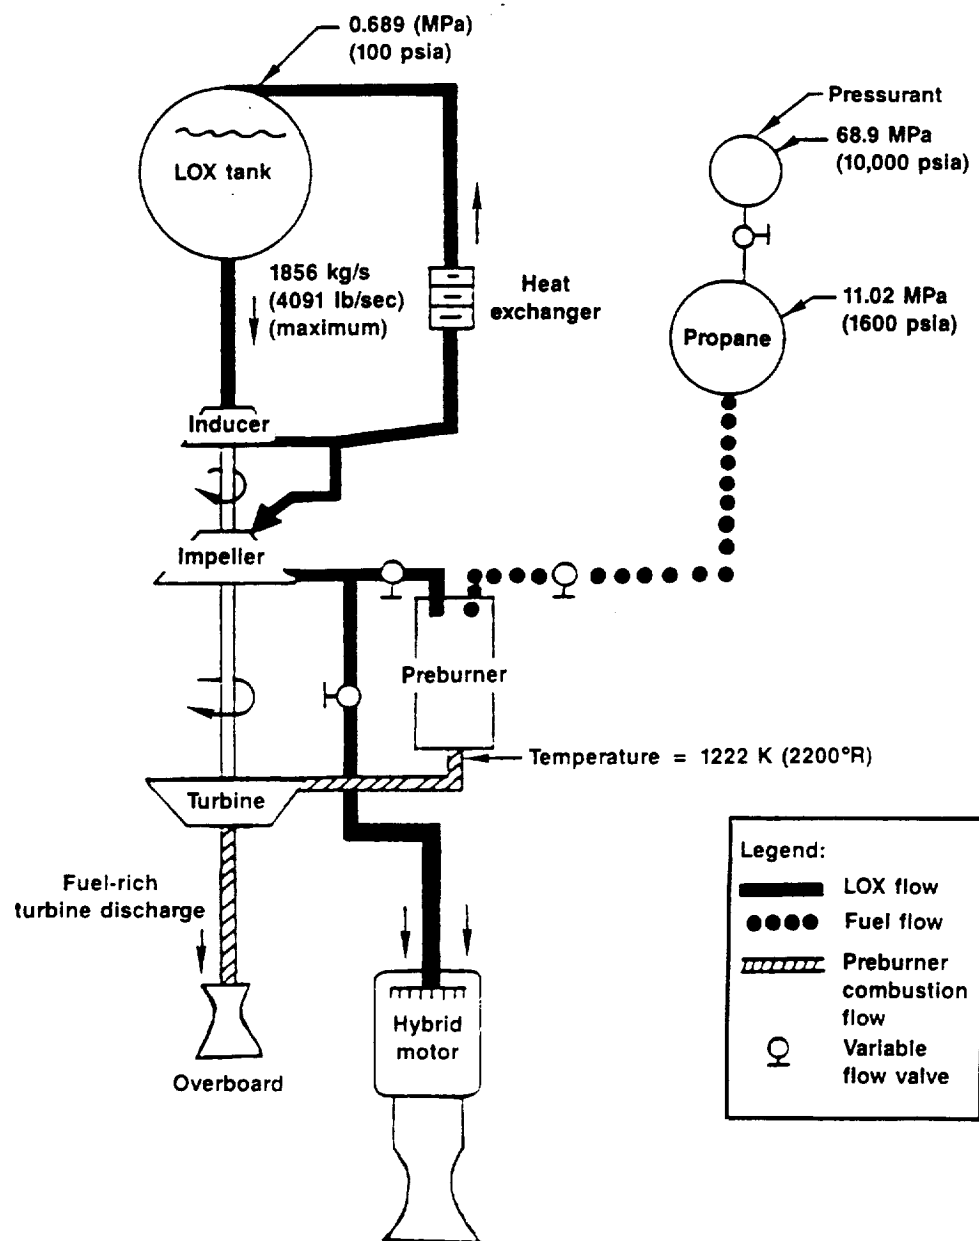 0.689 (MPa)
(100 psia)
LOX tank
1856 kg/s
(4091 lb/sec)
(maximum)
Heat
exchanger
Pressurant
68.9 MPa
(10,000 psia)
11.02 MPa
(1600 psia)
Propane
Inducer
Impeller
Preburner
Temperature = 1222 K (2200°R)
Turbine
Fuel-rich
turbine discharge
Overboard
Hybrid
motor
Legend:
LOX flow
Fuel flow
Preburner
combustion
flow
Variable
flow valve